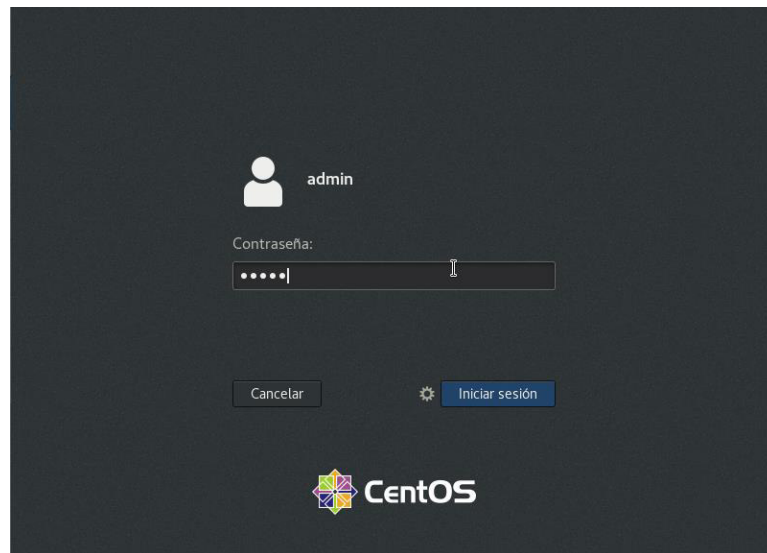 admin
Contraseña:
•••••
Cancelar Iniciar sesión
CentOS